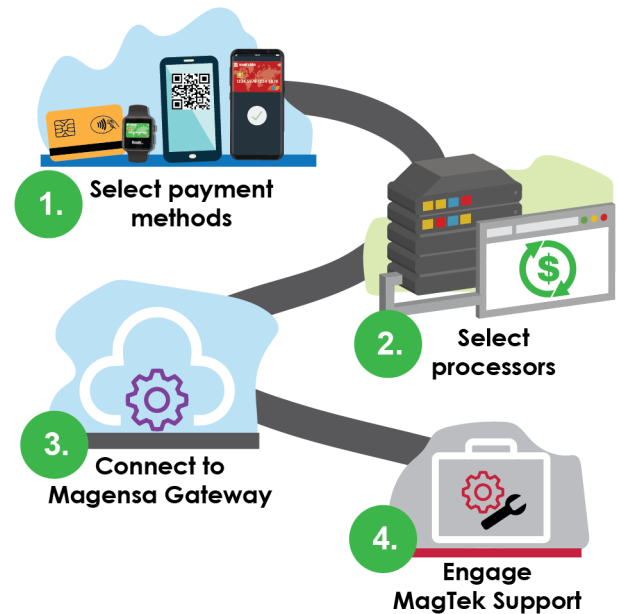 1.
Select payment
methods
2.
Select
processors
$
3.
Connect to
Magensa Gateway
4.
Engage
MagTek Support